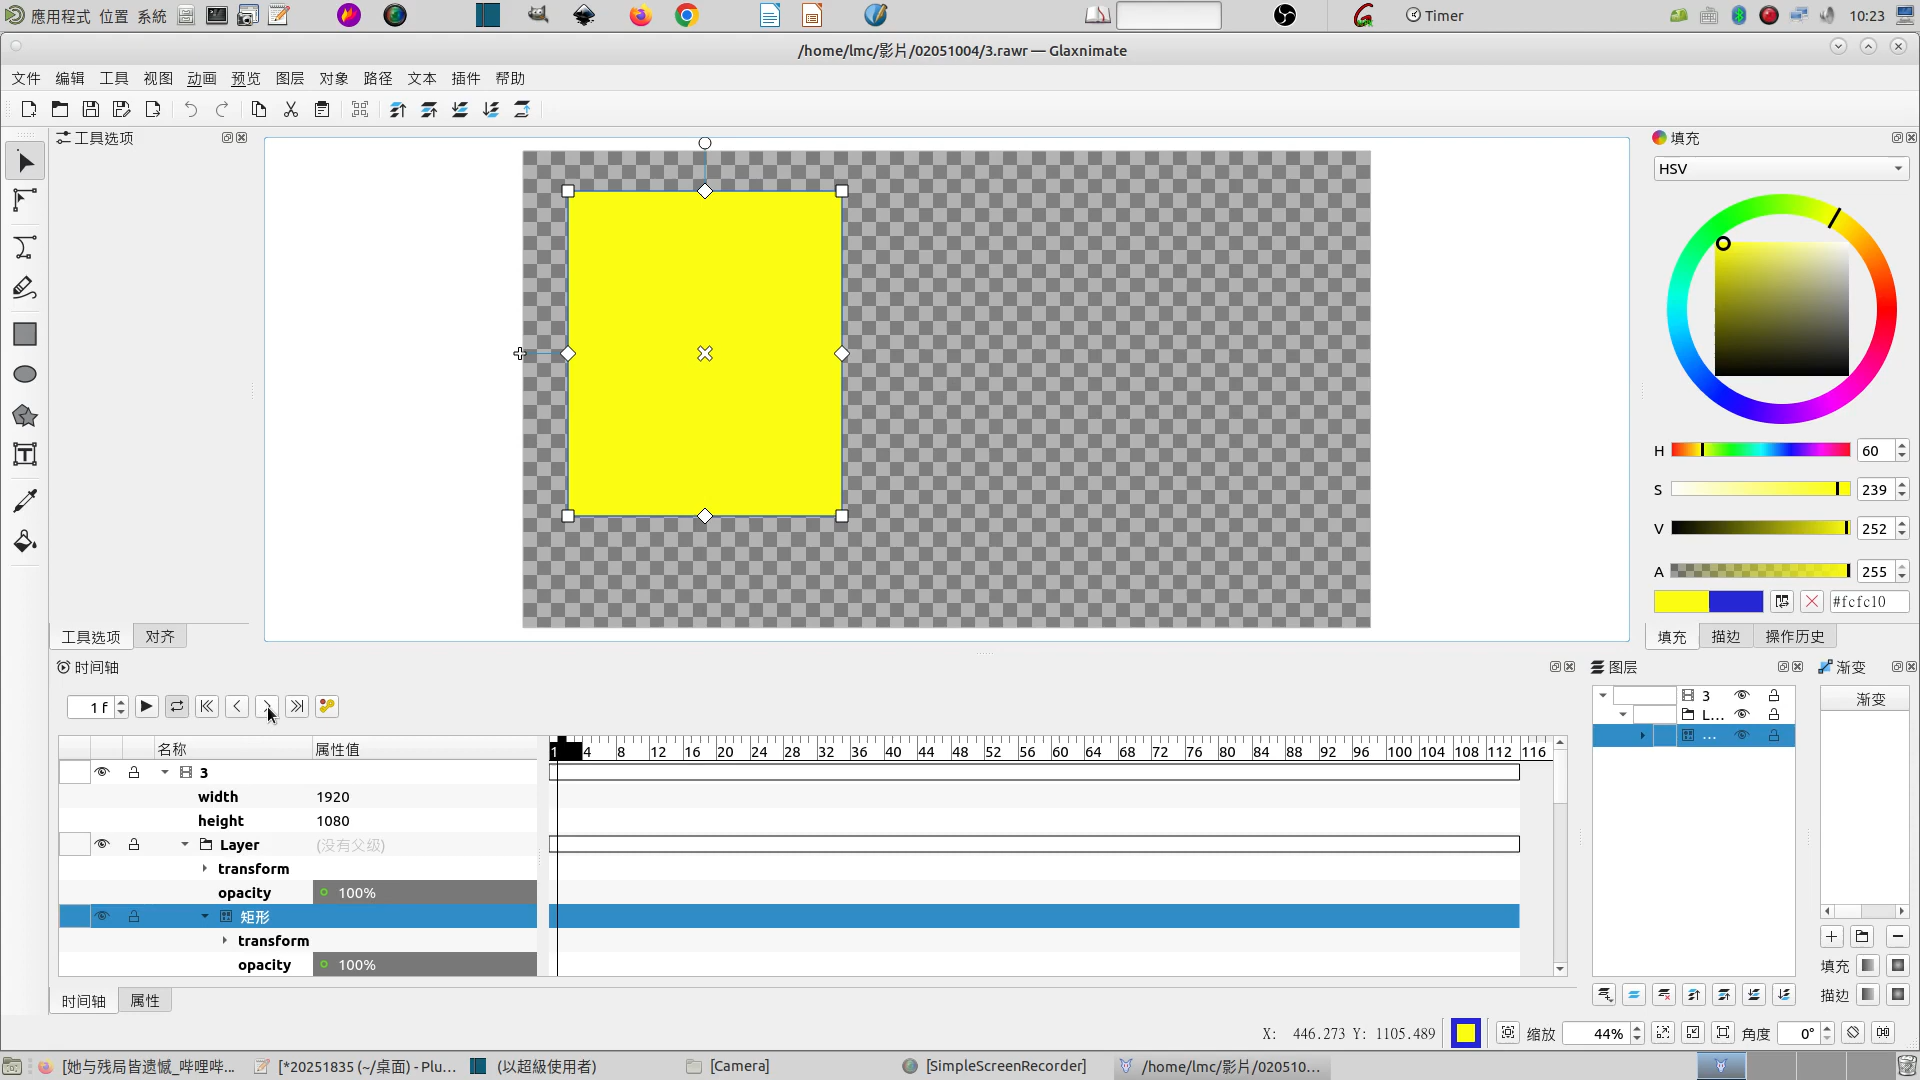 應用程式 位置 系統 Timer 10:23
/home/lmc/影片/02051004/3.rawr — Glaxnimate
文件 编辑 工具 视图 动画 预览 图层 对象 路径 文本 插件 帮助
工具选项
填充
HSV
H 60
S 239
V 252
A 255
#fcfc10
工具选项 对齐
填充 描边 操作历史
时间轴
图层
渐变
1 f
3
L...
...
渐变
名称 属性值
1 4 8 12 16 20 24 28 32 36 40 44 48 52 56 60 64 68 72 76 80 84 88 92 96 100 104 108 112 116
3
width 1920
height 1080
Layer (没有父级)
transform
opacity 100%
矩形
transform
opacity 100%
填充
描边
时间轴 属性
X: 446.273 Y: 1105.489 缩放 44% 角度 0°
[她与残局皆遗憾_哔哩哔... [*20251835 (~/桌面) - Plu... (以超級使用者) [Camera] [SimpleScreenRecorder] /home/lmc/影片/020510...